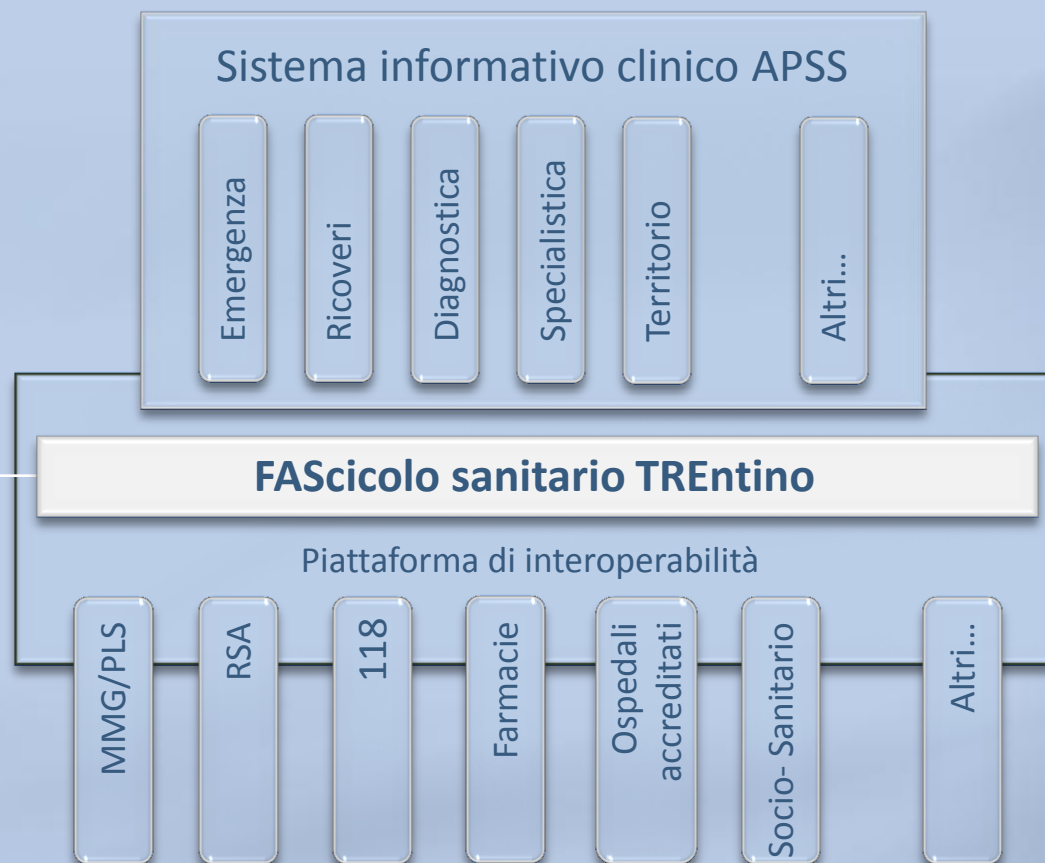 Sistema informativo clinico APSS
Emergenza
Ricoveri
Diagnostica
Specialistica
Territorio
Altri...
FAScicolo sanitario TREntino
Piattaforma di interoperabilità
MMG/PLS
RSA
118
Farmacie
Ospedali
accreditati
Socio- Sanitario
Altri...